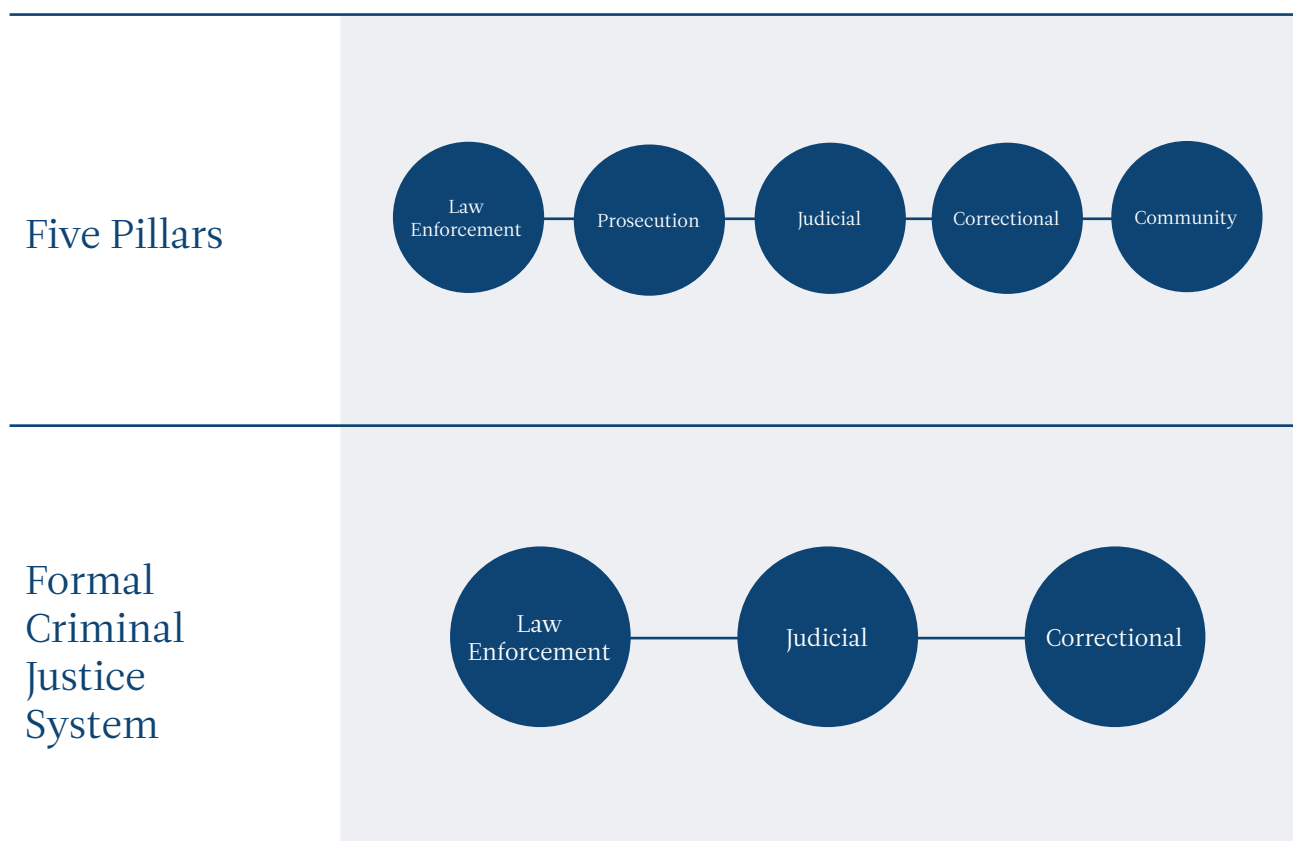 Five Pillars
Law
Enforcement
Prosecution
Judicial
Correctional
Community
Formal
Criminal
Justice
System
Law
Enforcement
Judicial
Correctional